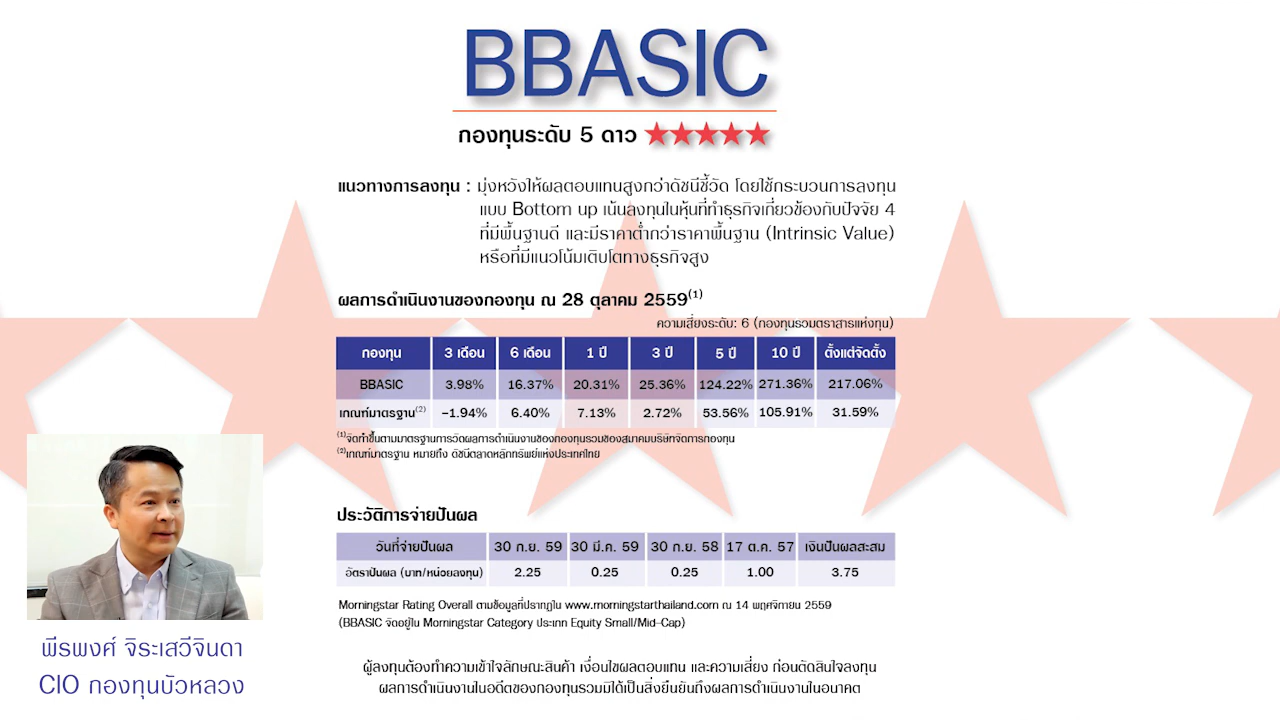 BBASIC
กองทุนระดับ 5 ดาว
แนวทางการลงทุน : มุ่งหวังให้ผลตอบแทนสูงกว่าดัชนีชี้วัด โดยใช้กระบวนการลงทุน
แบบ Bottom up เน้นลงทุนในหุ้นที่ทำธุรกิจเกี่ยวข้องกับปัจจัย 4
ที่มีพื้นฐานดี และมีราคาต่ำกว่าราคาพื้นฐาน (Intrinsic Value)
หรือที่มีแนวโน้มเติบโตทางธุรกิจสูง
ผลการดำเนินงานของกองทุน ณ 28 ตุลาคม 2559(1)
ความเสี่ยงระดับ: 6 (กองทุนรวมตราสารแห่งทุน)
กองทุน 3 เดือน 6 เดือน 1 ปี 3 ปี 5 ปี 10 ปี ตั้งแต่จัดตั้ง
BBASIC 3.98% 16.37% 20.31% 25.36% 124.22% 271.36% 217.06%
เกณฑ์มาตรฐาน(2) -1.94% 6.40% 7.13% 2.72% 53.56% 105.91% 31.59%
(1)จัดทำขึ้นตามมาตรฐานการวัดผลการดำเนินงานของกองทุนรวมของสมาคมบริษัทจัดการกองทุน
(2)เกณฑ์มาตรฐาน หมายถึง ดัชนีตลาดหลักทรัพย์แห่งประเทศไทย
ประวัติการจ่ายปันผล
วันที่จ่ายปันผล 30 ก.ย. 59 30 มี.ค. 59 30 ก.ย. 58 17 ต.ค. 57 เงินปันผลสะสม
อัตราปันผล (บาท/หน่วยลงทุน) 2.25 0.25 0.25 1.00 3.75
Morningstar Rating Overall ตามข้อมูลที่ปรากฏใน www.morningstarthailand.com ณ 14 พฤศจิกายน 2559
(BBASIC จัดอยู่ใน Morningstar Category ประเภท Equity Small/Mid-Cap)
พีรพงศ์ จิระเสวีจินดา
CIO กองทุนบัวหลวง
ผู้ลงทุนต้องทำความเข้าใจลักษณะสินค้า เงื่อนไขผลตอบแทน และความเสี่ยง ก่อนตัดสินใจลงทุน
ผลการดำเนินงานในอดีตของกองทุนรวมมิได้เป็นสิ่งยืนยันถึงผลการดำเนินงานในอนาคต